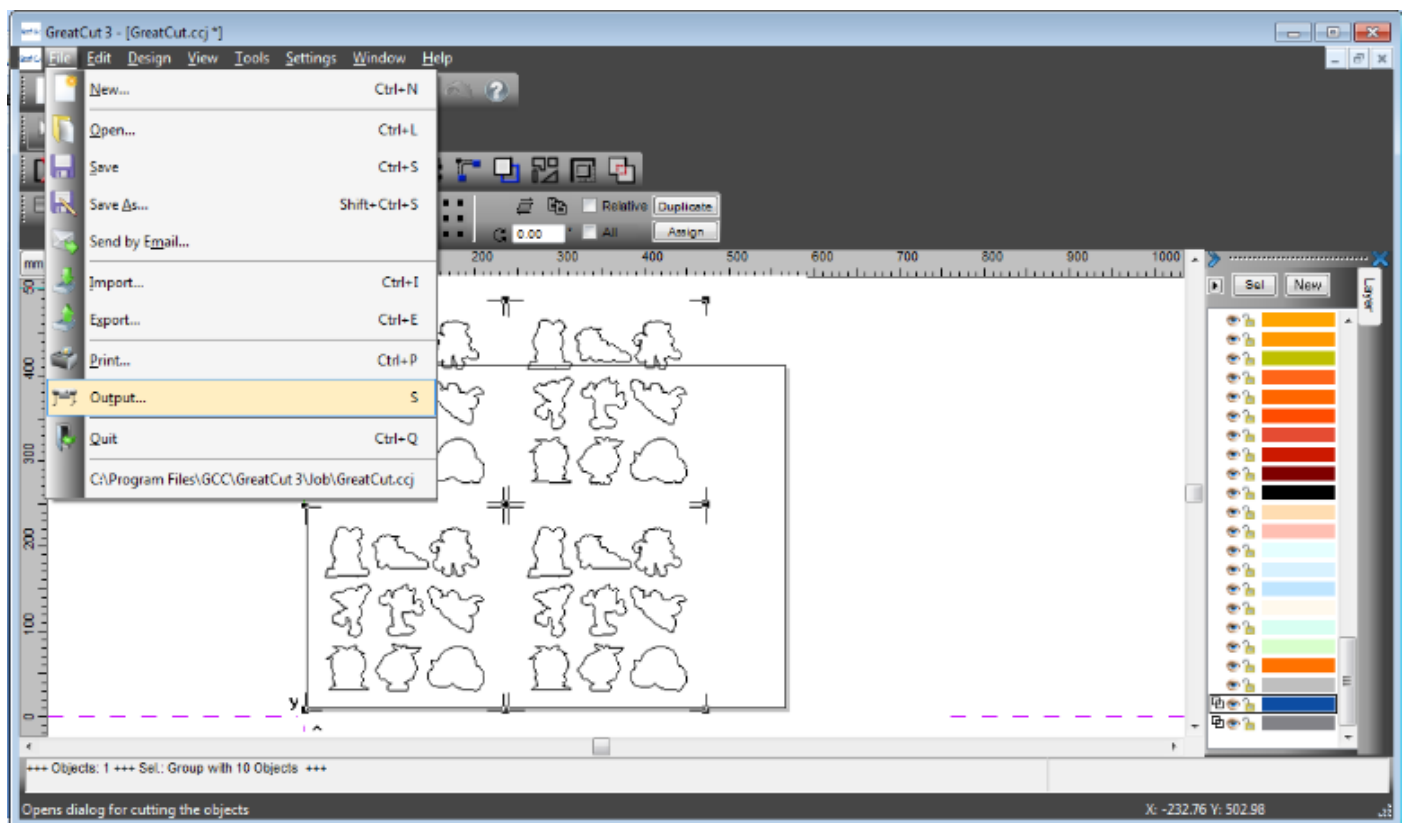 GreatCut 3 - [GreatCut.ccj *]
File Edit Design View Tools Settings Window Help
New... Ctrl+N
Open... Ctrl+L
Save Ctrl+S
Save As... Shift+Ctrl+S
Relative Duplicate
0.00 ° All Assign
Send by Email...
mm 200 300 400 500 600 700 800 900 1000
Import... Ctrl+I
Sel New
Layer
Export... Ctrl+E
Print... Ctrl+P
400
Output... S
Quit Ctrl+Q
300
C:\Program Files\GCC\GreatCut 3\Job\GreatCut.ccj
200
100
y
0
+++ Objects: 1 +++ Sel.: Group with 10 Objects +++
Opens dialog for cutting the objects X: -232.76 Y: 502.98